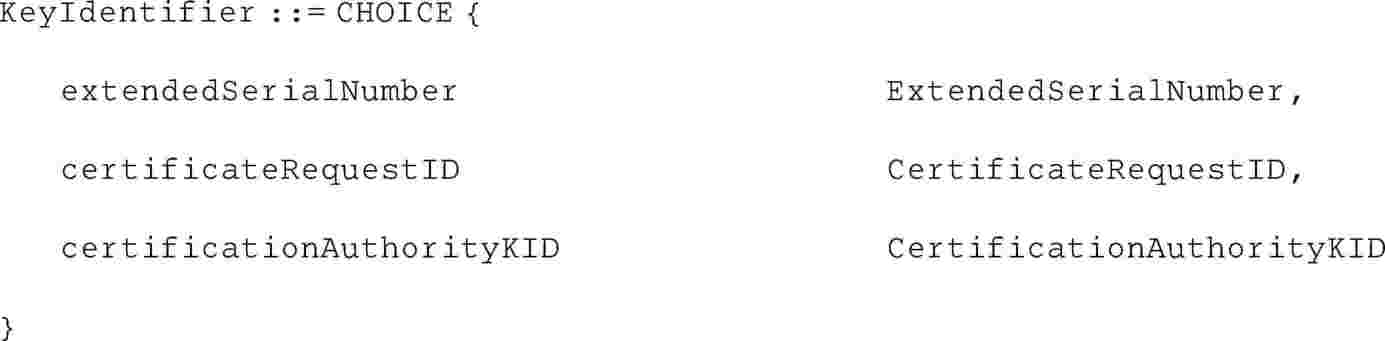 KeyIdentifier ::= CHOICE {
extendedSerialNumber ExtendedSerialNumber,
certificateRequestID CertificateRequestID,
certificationAuthorityKID CertificationAuthorityKID
}